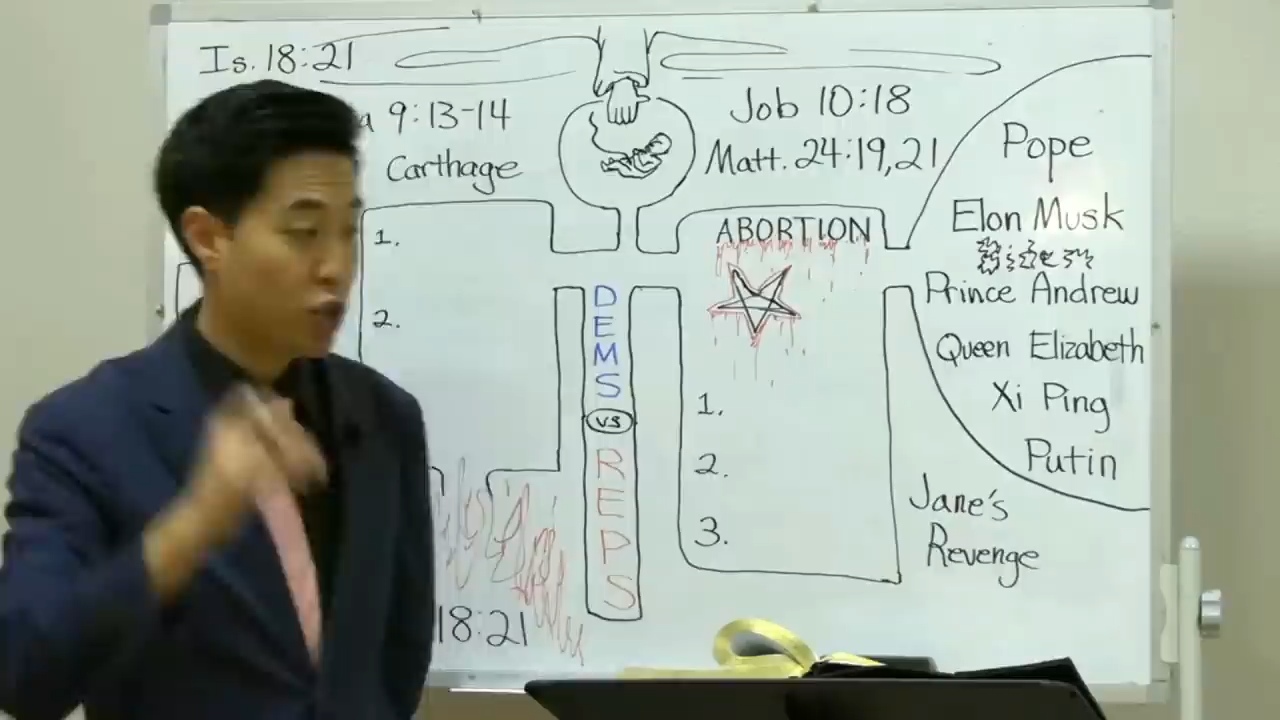 Is. 18:21
a 9:13-14
Carthage
1.
2.
18:21
DEMS
VS
REPS
Job 10:18
Matt. 24:19,21
ABORTION
1.
2.
3.
Pope
Elon Musk
Prince Andrew
Queen Elizabeth
Xi Ping
Putin
Jane's
Revenge